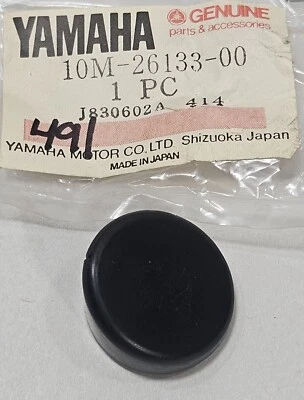 YAMAHA GENUINE
parts & accessories
10M-26133-00
1 PC
J830602A 414
491
YAMAHA MOTOR CO.LTD Shizuoka Japan
MADE IN JAPAN